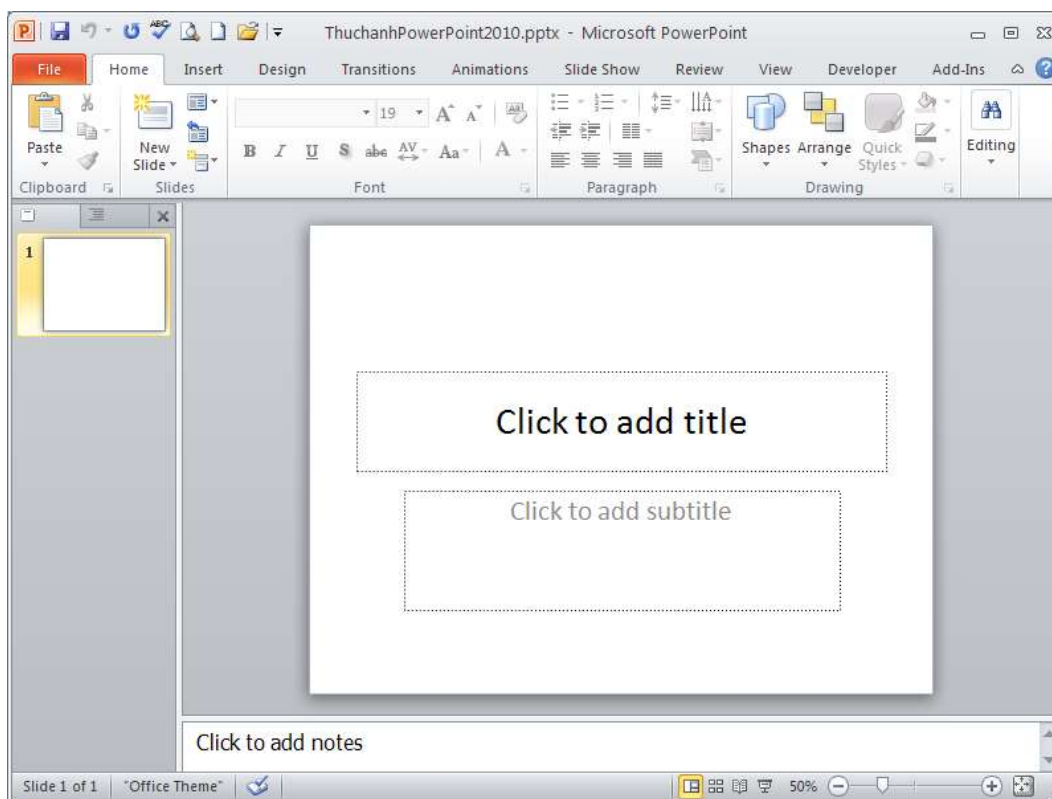 ThuchanhPowerPoint2010.pptx - Microsoft PowerPoint
File Home Insert Design Transitions Animations Slide Show Review View Developer Add-Ins
Paste
New Slide
19
B I U S abc AV Aa A
Shapes Arrange Quick Styles
Editing
Clipboard Slides Font Paragraph Drawing
1
Click to add title
Click to add subtitle
Click to add notes
Slide 1 of 1 "Office Theme" 50%